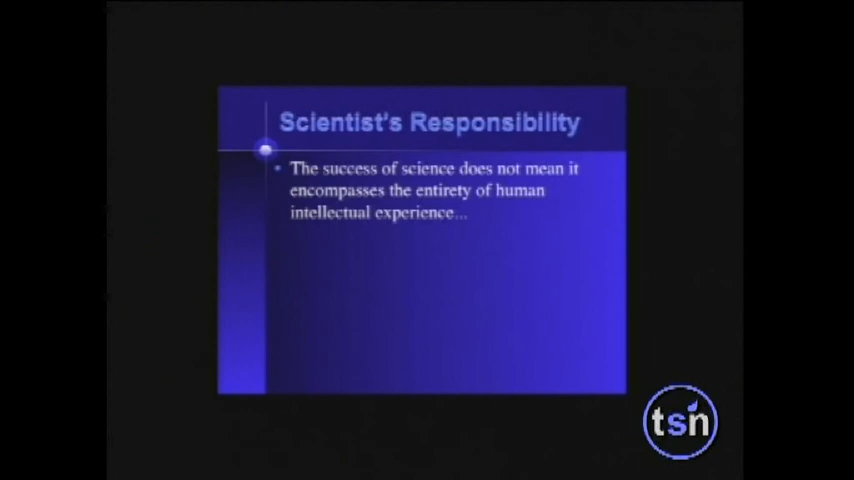 Scientist's Responsibility
• The success of science does not mean it
encompasses the entirety of human
intellectual experience...
tsn